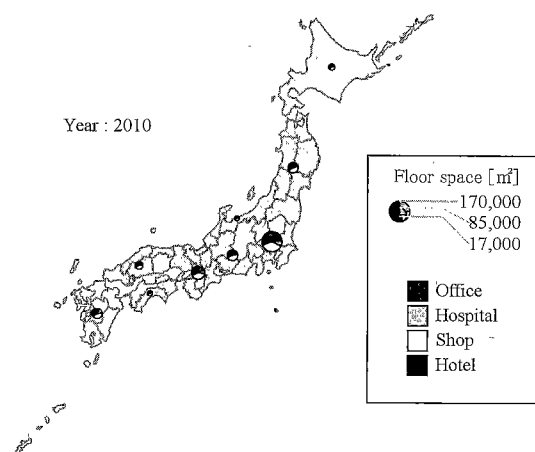 Year : 2010
Floor space [㎡]
170,000
85,000
17,000
Office
Hospital
Shop
Hotel